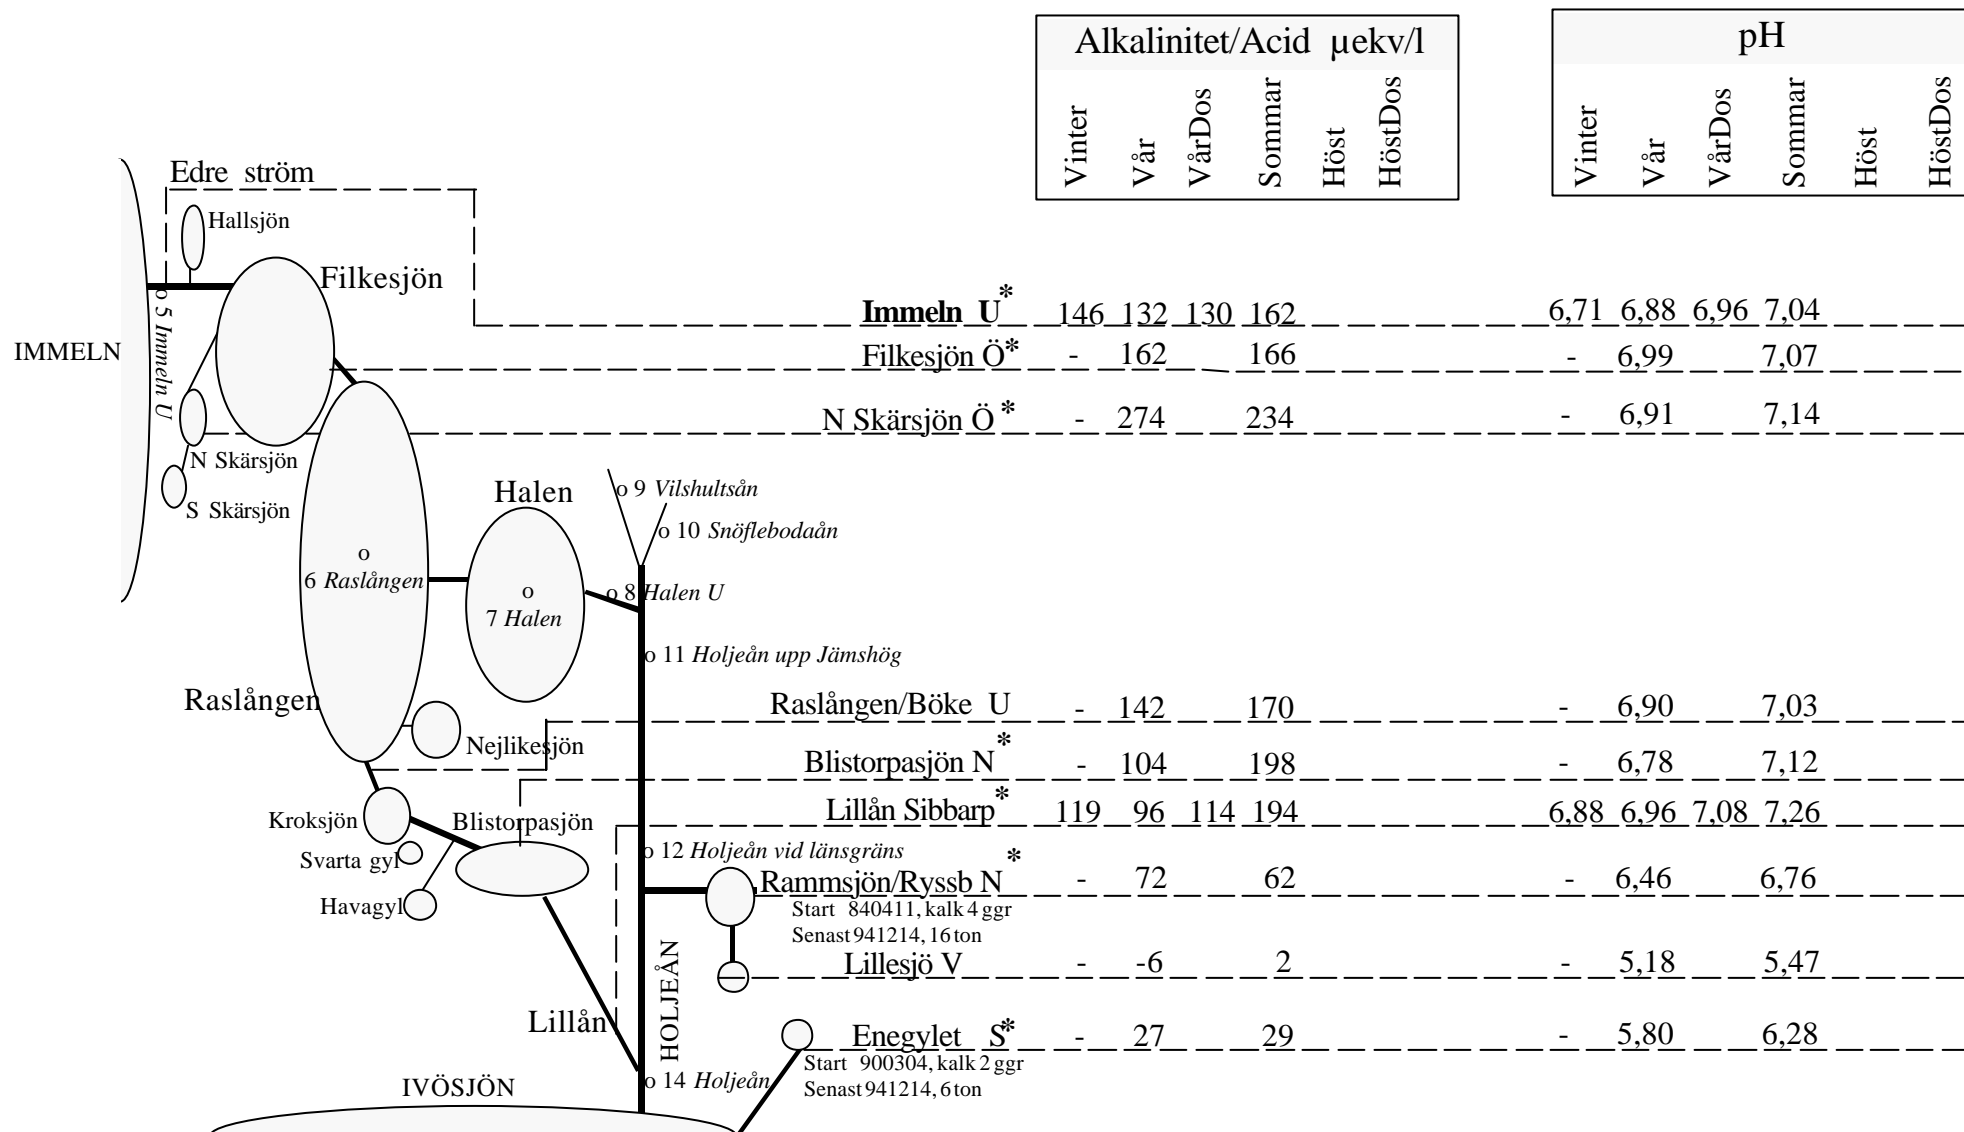 Alkalinitet/Acid µekv/l
pH
Vinter Vår VårDos Sommar Höst HöstDos
Vinter Vår VårDos Sommar Höst HöstDos
Edre ström
Hallsjön
Filkesjön
o 5 Immeln U
IMMELN
Immeln U* 146 132 130 162 6,71 6,88 6,96 7,04
Filkesjön Ö* - 162 166 - 6,99 7,07
N Skärsjön Ö* - 274 234 - 6,91 7,14
N Skärsjön
S Skärsjön
Halen
o 9 Vilshultsån
o 10 Snöflebodaån
o
6 Raslången
o
7 Halen
o 8 Halen U
o 11 Holjeån upp Jämshög
Raslången
Raslången/Böke U - 142 170 - 6,90 7,03
Nejlikesjön
Blistorpasjön N* - 104 198 - 6,78 7,12
Kroksjön
Blistorpasjön
Lillån Sibbarp* 119 96 114 194 6,88 6,96 7,08 7,26
Svarta gyl
o 12 Holjeån vid länsgräns
Havagyl
Rammsjön/Ryssb N* - 72 62 - 6,46 6,76
Start 840411, kalk 4 ggr
Senast 941214, 16 ton
Lillesjö V - -6 2 - 5,18 5,47
HOLJEÅN
Lillån
Enegylet S* - 27 29 - 5,80 6,28
Start 900304, kalk 2 ggr
Senast 941214, 6 ton
o 14 Holjeån
IVÖSJÖN